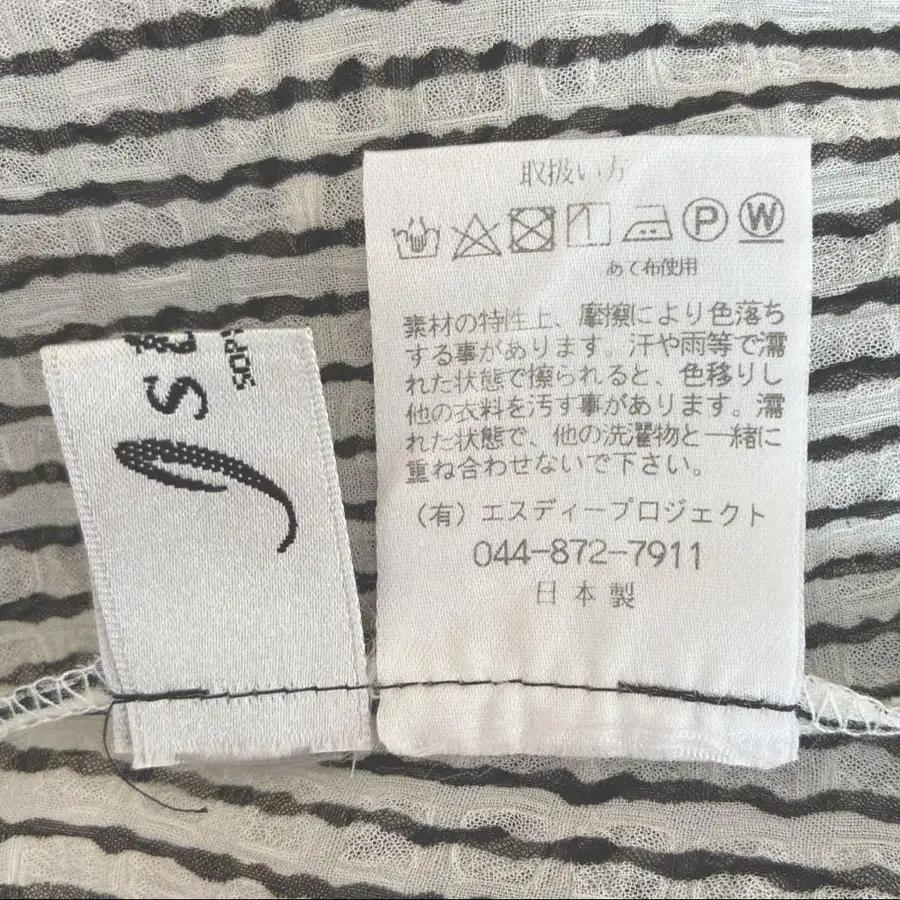 取扱い方
P W
あて布使用
素材の特性上、摩擦により色落ち
する事があります。汗や雨等で濡
れた状態で擦られると、色移りし
他の衣料を汚す事があります。濡
れた状態で、他の洗濯物と一緒に
重ね合わせないで下さい。
（有）エスディープロジェクト
044-872-7911
日本製